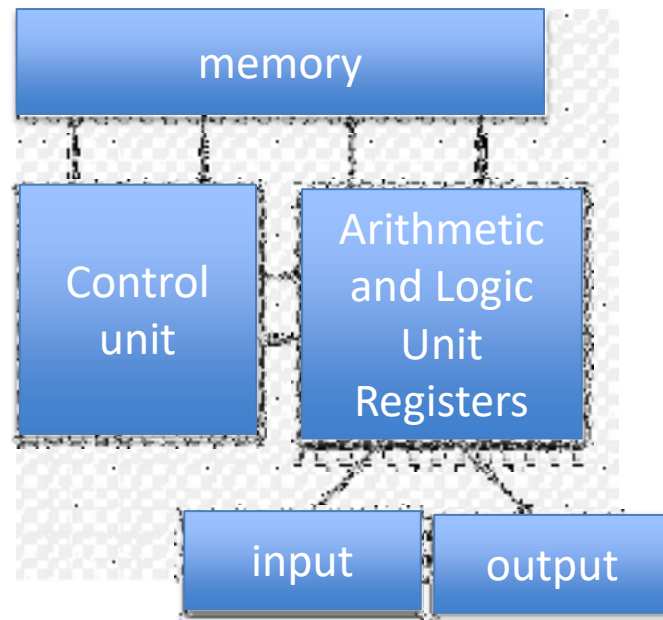 memory
Control
unit
Arithmetic
and Logic
Unit
Registers
input
output